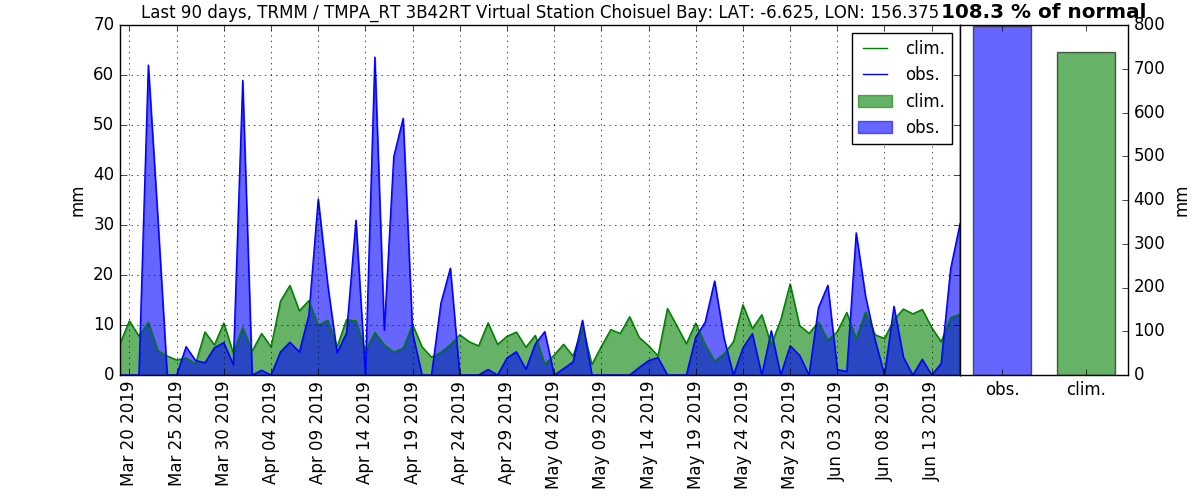 Last 90 days, TRMM / TMPA_RT 3B42RT Virtual Station Choisuel Bay: LAT: -6.625, LON: 156.375
108.3 % of normal
70
60
50
40
30
20
10
0
mm
clim.
obs.
clim.
obs.
Mar 20 2019
Mar 25 2019
Mar 30 2019
Apr 04 2019
Apr 09 2019
Apr 14 2019
Apr 19 2019
Apr 24 2019
Apr 29 2019
May 04 2019
May 09 2019
May 14 2019
May 19 2019
May 24 2019
May 29 2019
Jun 03 2019
Jun 08 2019
Jun 13 2019
800
700
600
500
400
300
200
100
0
mm
obs.
clim.